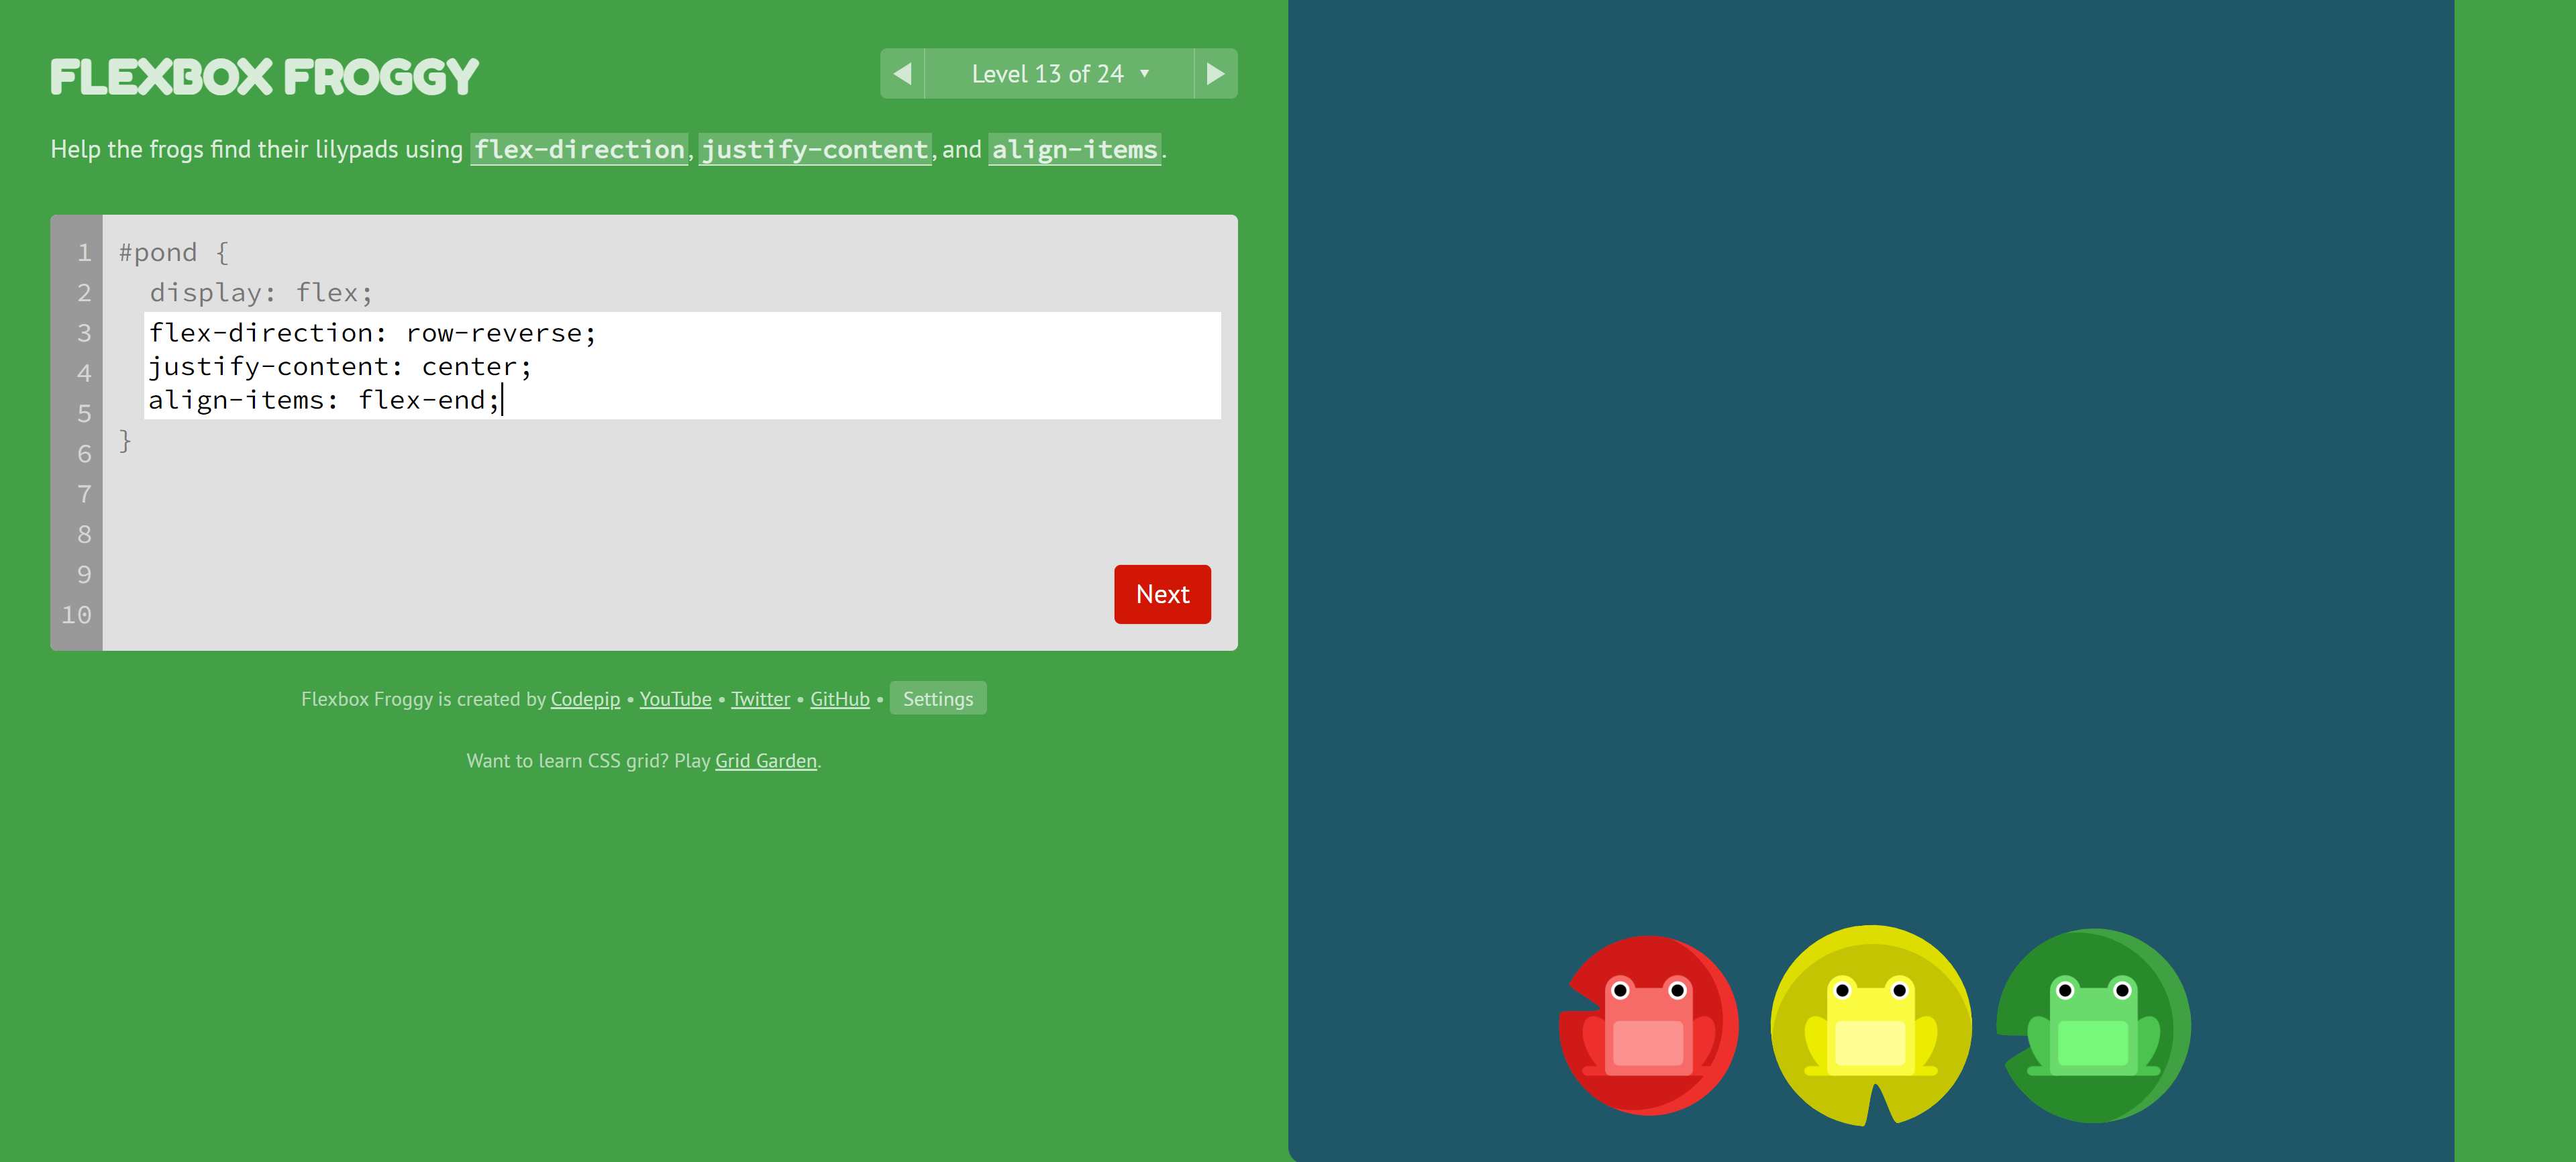 FLEXBOX FROGGY
◀ Level 13 of 24 ▼ ▶
Help the frogs find their lilypads using flex-direction, justify-content, and align-items.
1 #pond {
2 display: flex;
3 flex-direction: row-reverse;
4 justify-content: center;
5 align-items: flex-end;
6 }
7
8
9
10
Next
Flexbox Froggy is created by Codepip • YouTube • Twitter • GitHub • Settings
Want to learn CSS grid? Play Grid Garden.